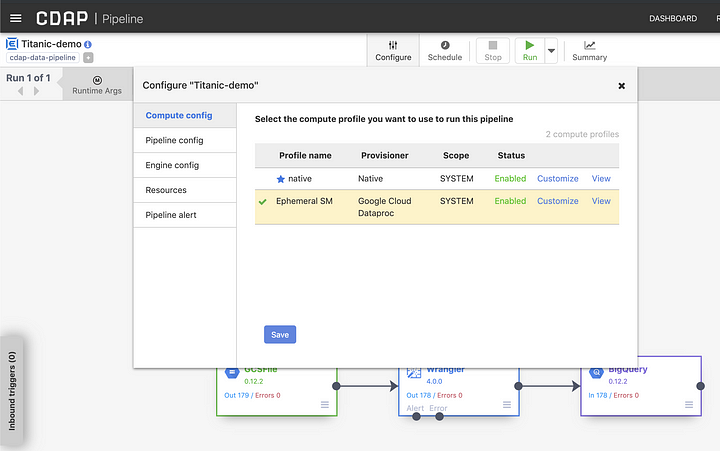 CDAP | Pipeline
DASHBOARD
R
Titanic-demo
cdap-data-pipeline
Configure
Schedule
Stop
Run
Summary
Run 1 of 1
Runtime Args
Configure "Titanic-demo"
Compute config
Pipeline config
Engine config
Resources
Pipeline alert
Select the compute profile you want to use to run this pipeline
2 compute profiles
Profile name Provisioner Scope Status
native Native SYSTEM Enabled Customize View
Ephemeral SM Google Cloud Dataproc SYSTEM Enabled Customize View
Save
Inbound triggers (0)
GCSFile
0.12.2
Out 179 / Errors 0
Wrangler
4.0.0
Out 178 / Errors 0
Alert Error
BigQuery
0.12.2
In 178 / Errors 0